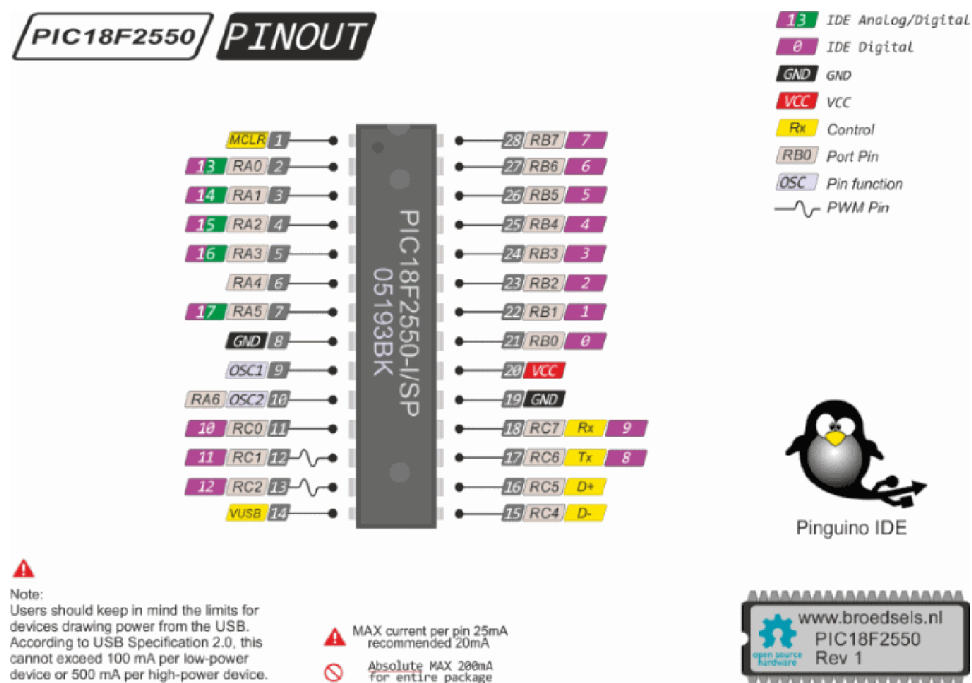 PIC18F2550 PINOUT
13 IDE Analog/Digital
0 IDE Digital
GND GND
VCC VCC
Rx Control
RB0 Port Pin
OSC Pin function
PWM Pin
MCLR 1
13 RA0 2
14 RA1 3
15 RA2 4
16 RA3 5
RA4 6
17 RA5 7
GND 8
OSC1 9
RA6 OSC2 10
10 RC0 11
11 RC1 12
12 RC2 13
VUSB 14
PIC18F2550-I/SP
05193BK
28 RB7 7
27 RB6 6
26 RB5 5
25 RB4 4
24 RB3 3
23 RB2 2
22 RB1 1
21 RB0 0
20 VCC
19 GND
18 RC7 Rx 9
17 RC6 Tx 8
16 RC5 D+
15 RC4 D-
Pinguino IDE
Note:
Users should keep in mind the limits for
devices drawing power from the USB.
According to USB Specification 2.0, this
cannot exceed 100 mA per low-power
device or 500 mA per high-power device.
MAX current per pin 25mA
recommended 20mA
Absolute MAX 200mA
for entire package
www.broedsels.nl
PIC18F2550
Rev 1
open source
hardware